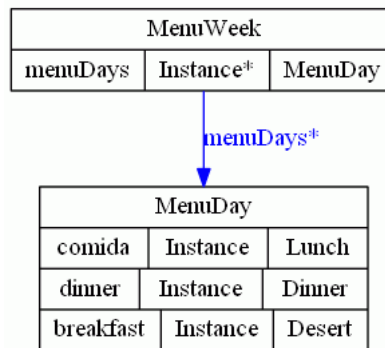 MenuWeek
menuDays Instance* MenuDay
menuDays*
MenuDay
comida Instance Lunch
dinner Instance Dinner
breakfast Instance Desert